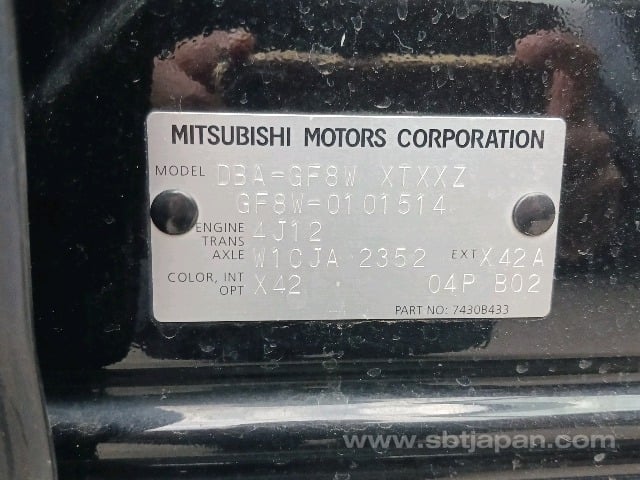 MITSUBISHI MOTORS CORPORATION
MODEL DBA-GF8W XTXXZ
GF8W-0101514
ENGINE 4J12
TRANS AXLE W1CJA 2352 EXT X42A
COLOR, INT OPT X42 04P B02
PART NO: 7430B433
www.sbtjapan.com